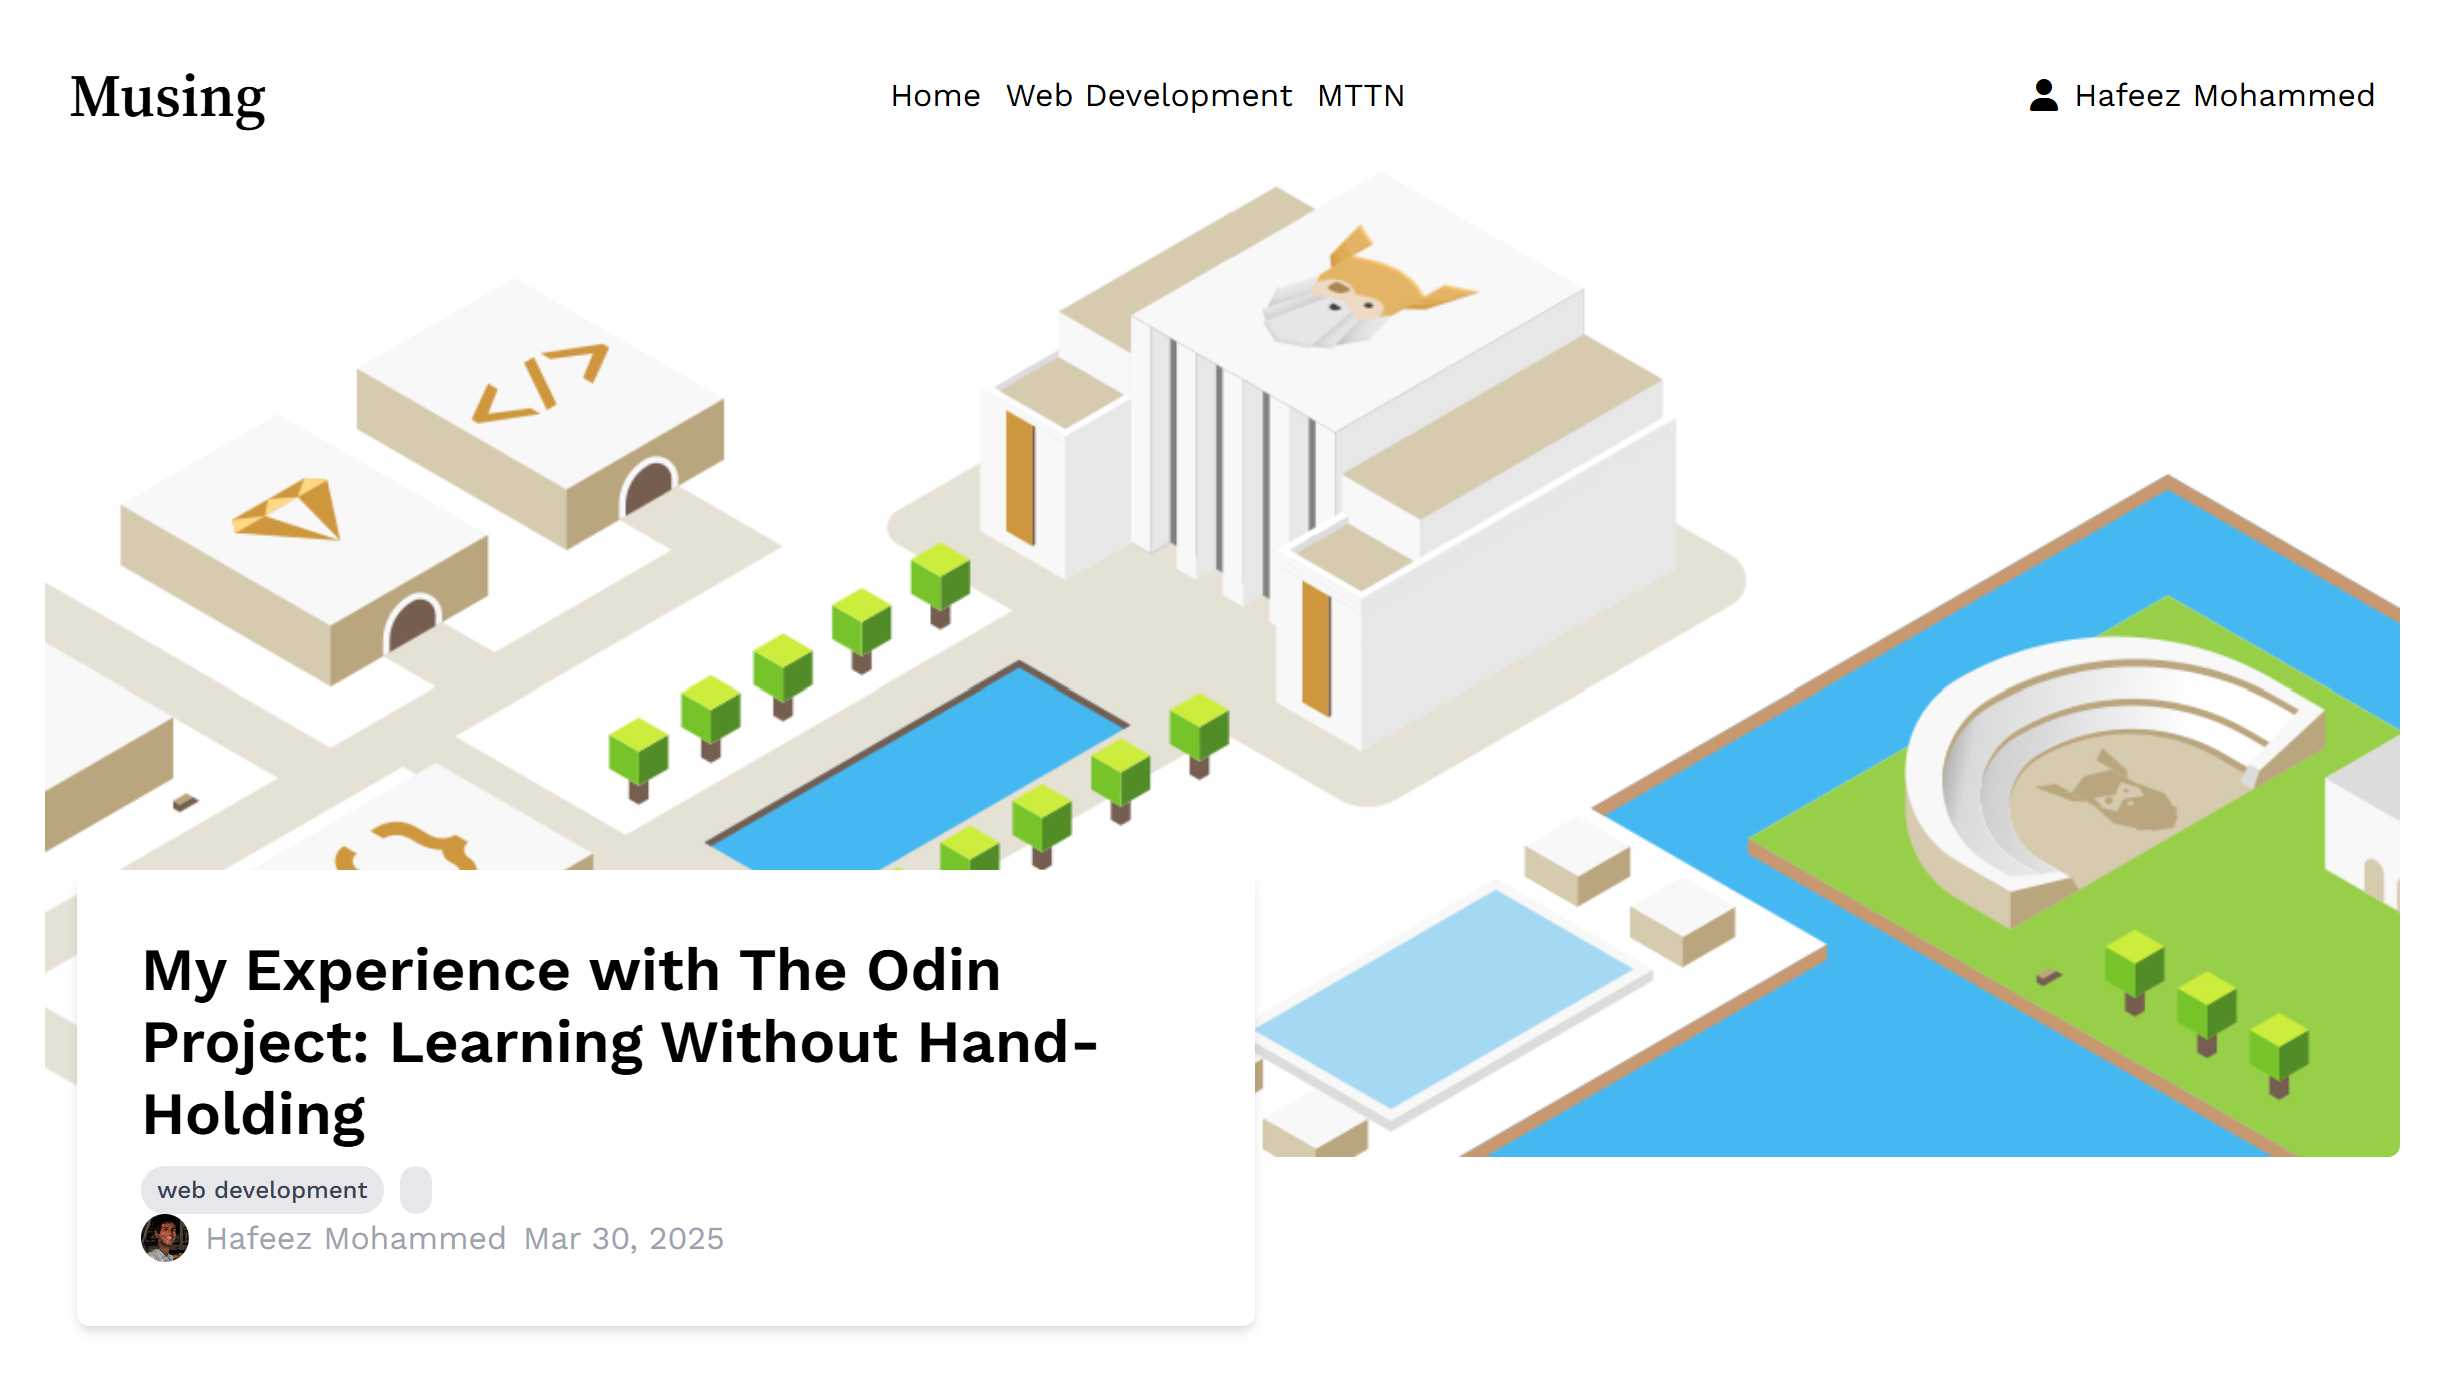 Musing
Home Web Development MTTN
Hafeez Mohammed
</>
My Experience with The Odin
Project: Learning Without Hand-
Holding
web development
Hafeez Mohammed Mar 30, 2025